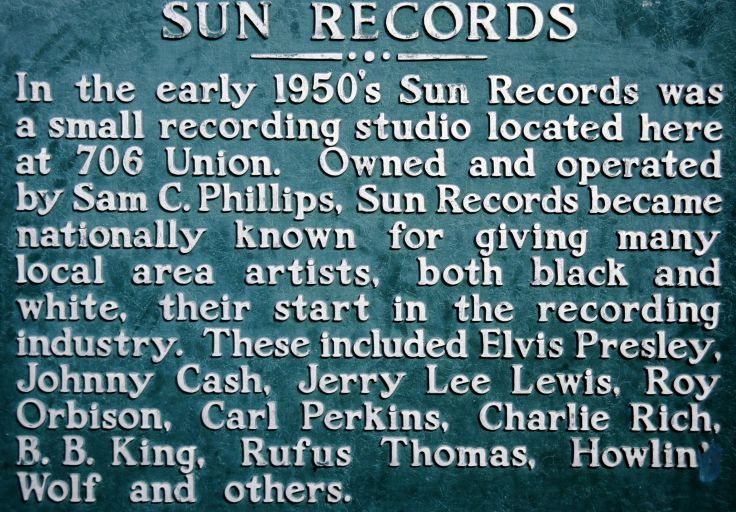 SUN RECORDS
In the early 1950's Sun Records was
a small recording studio located here
at 706 Union. Owned and operated
by Sam C. Phillips, Sun Records became
nationally known for giving many
local area artists, both black and
white, their start in the recording
industry. These included Elvis Presley,
Johnny Cash, Jerry Lee Lewis, Roy
Orbison, Carl Perkins, Charlie Rich,
B. B. King, Rufus Thomas, Howlin'
Wolf and others.